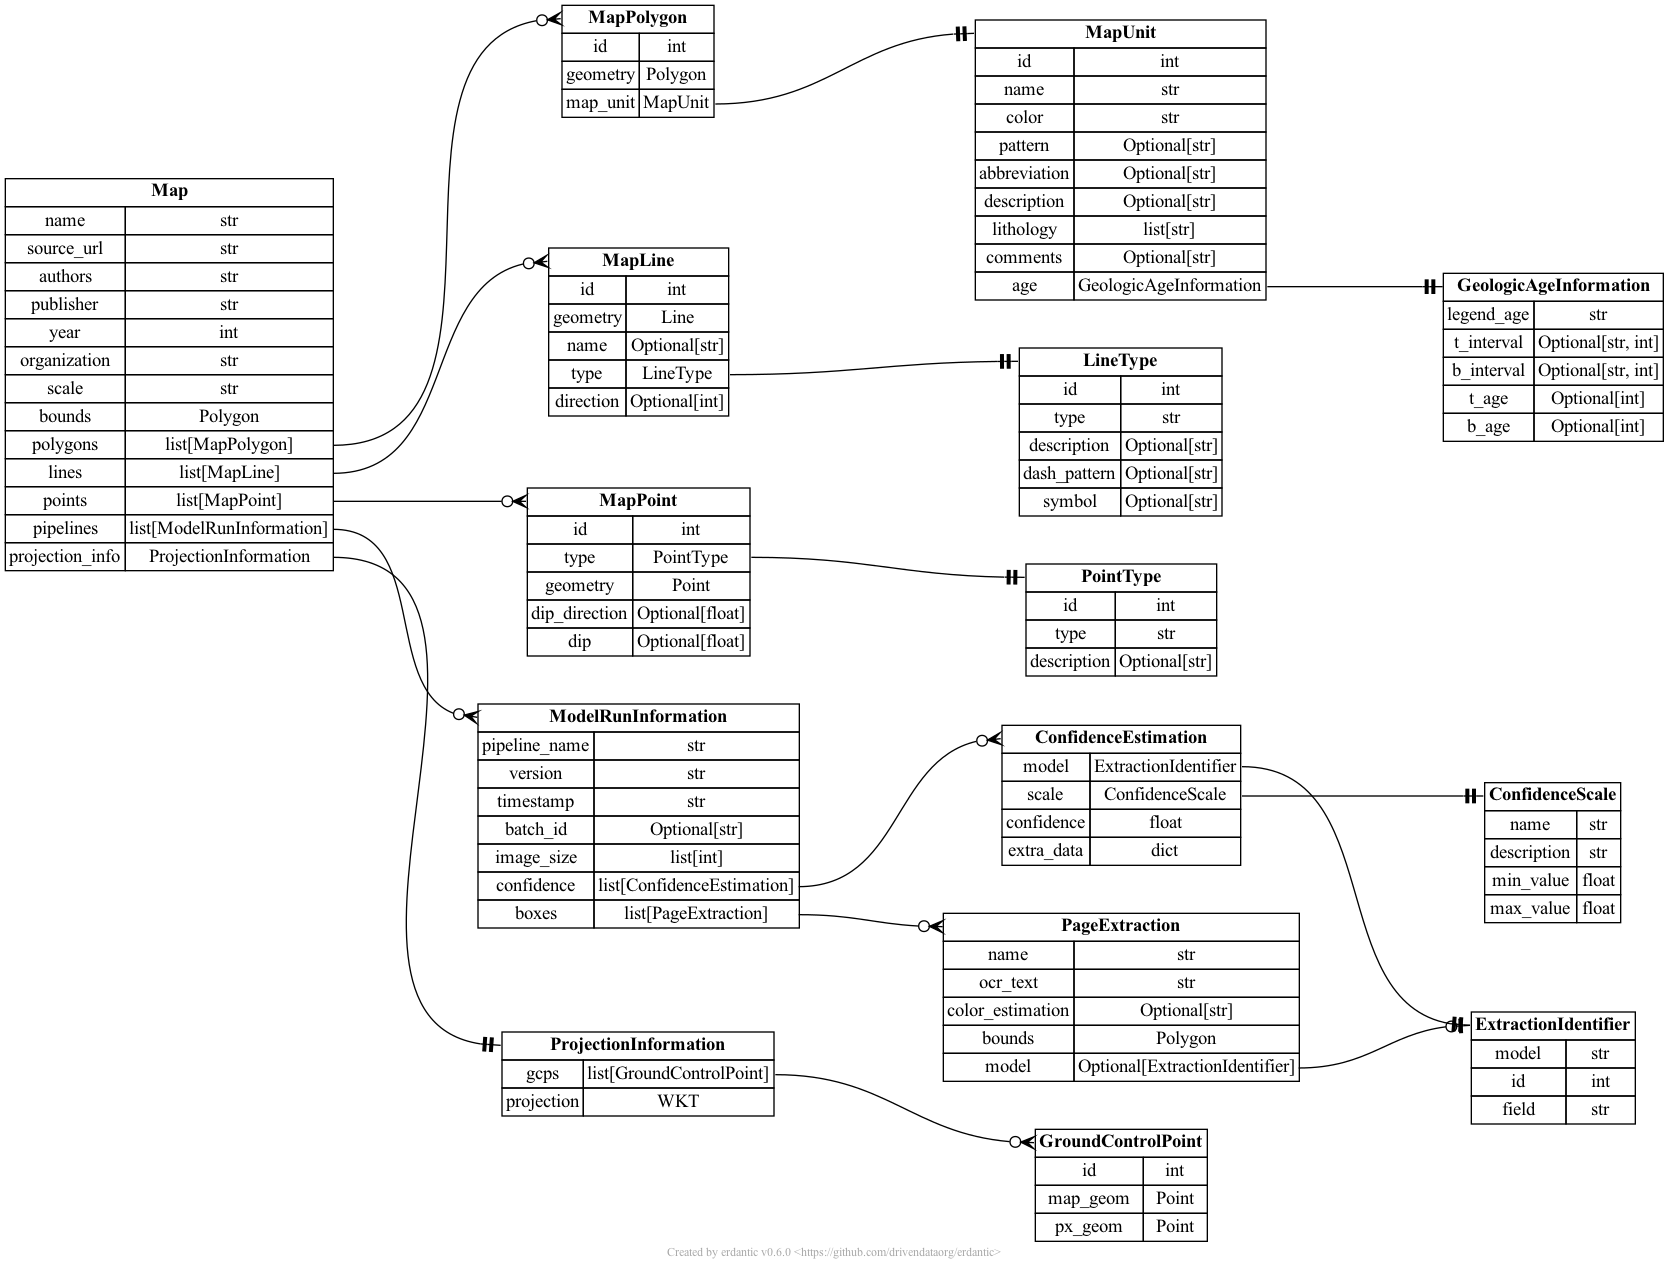 Map
name str
source_url str
authors str
publisher str
year int
organization str
scale str
bounds Polygon
polygons list[MapPolygon]
lines list[MapLine]
points list[MapPoint]
pipelines list[ModelRunInformation]
projection_info ProjectionInformation
MapPolygon
id int
geometry Polygon
map_unit MapUnit
MapLine
id int
geometry Line
name Optional[str]
type LineType
direction Optional[int]
MapPoint
id int
type PointType
geometry Point
dip_direction Optional[float]
dip Optional[float]
ModelRunInformation
pipeline_name str
version str
timestamp str
batch_id Optional[str]
image_size list[int]
confidence list[ConfidenceEstimation]
boxes list[PageExtraction]
ProjectionInformation
gcps list[GroundControlPoint]
projection WKT
MapUnit
id int
name str
color str
pattern Optional[str]
abbreviation Optional[str]
description Optional[str]
lithology list[str]
comments Optional[str]
age GeologicAgeInformation
LineType
id int
type str
description Optional[str]
dash_pattern Optional[str]
symbol Optional[str]
PointType
id int
type str
description Optional[str]
ConfidenceEstimation
model ExtractionIdentifier
scale ConfidenceScale
confidence float
extra_data dict
PageExtraction
name str
ocr_text str
color_estimation Optional[str]
bounds Polygon
model Optional[ExtractionIdentifier]
GroundControlPoint
id int
map_geom Point
px_geom Point
GeologicAgeInformation
legend_age str
t_interval Optional[str, int]
b_interval Optional[str, int]
t_age Optional[int]
b_age Optional[int]
ConfidenceScale
name str
description str
min_value float
max_value float
ExtractionIdentifier
model str
id int
field str
Created by erdantic v0.6.0 <https://github.com/drivendataorg/erdantic>